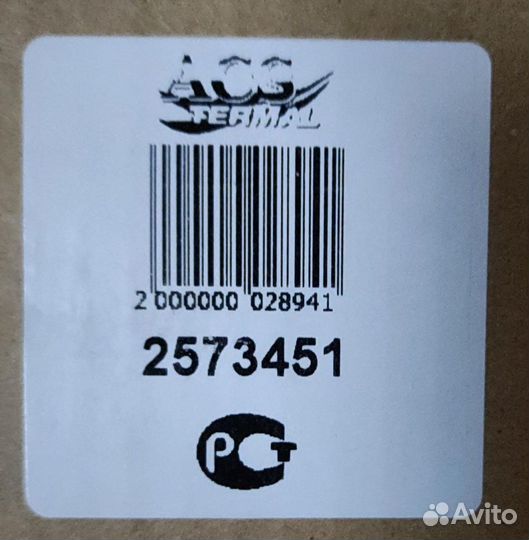 ACS
TERMAL
2 000000 028941
2573451
РСТ
Avito